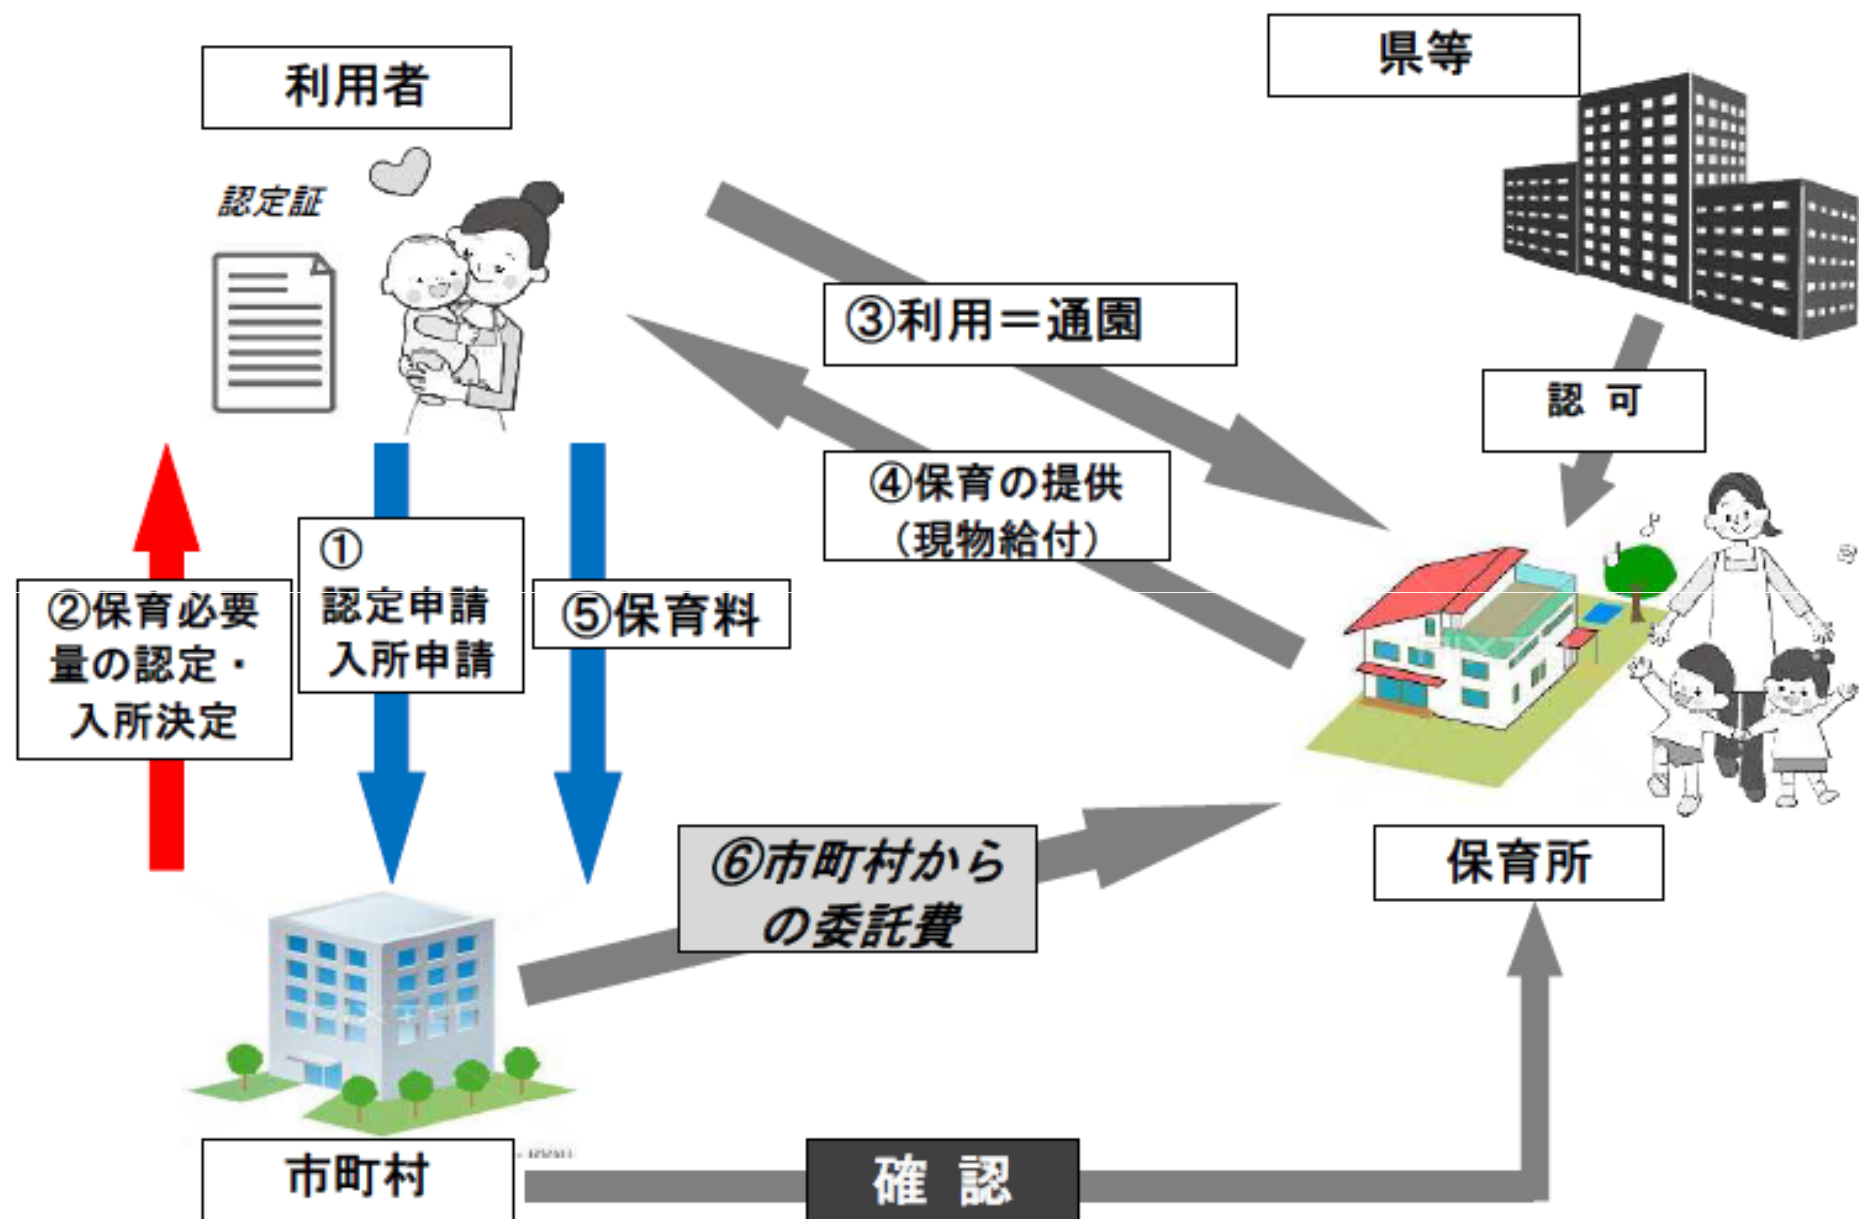 利用者
県等
認定証
③利用＝通園
認 可
④保育の提供
（現物給付）
①
認定申請
入所申請
②保育必要
量の認定・
入所決定
⑤保育料
⑥市町村から
の委託費
保育所
市町村
確 認